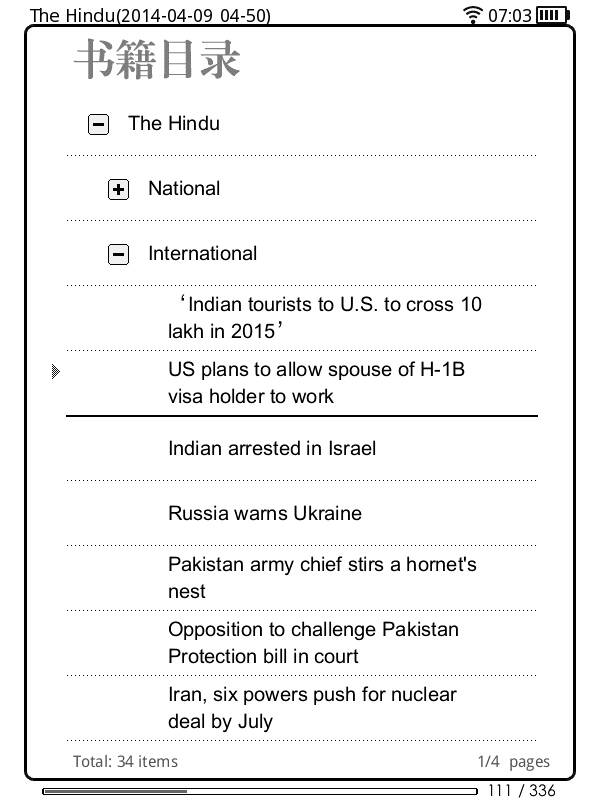 The Hindu(2014-04-09 04-50) 07:03
书籍目录
The Hindu
National
International
‘Indian tourists to U.S. to cross 10
lakh in 2015’
US plans to allow spouse of H-1B
visa holder to work
Indian arrested in Israel
Russia warns Ukraine
Pakistan army chief stirs a hornet's
nest
Opposition to challenge Pakistan
Protection bill in court
Iran, six powers push for nuclear
deal by July
Total: 34 items 1/4 pages
111 / 336